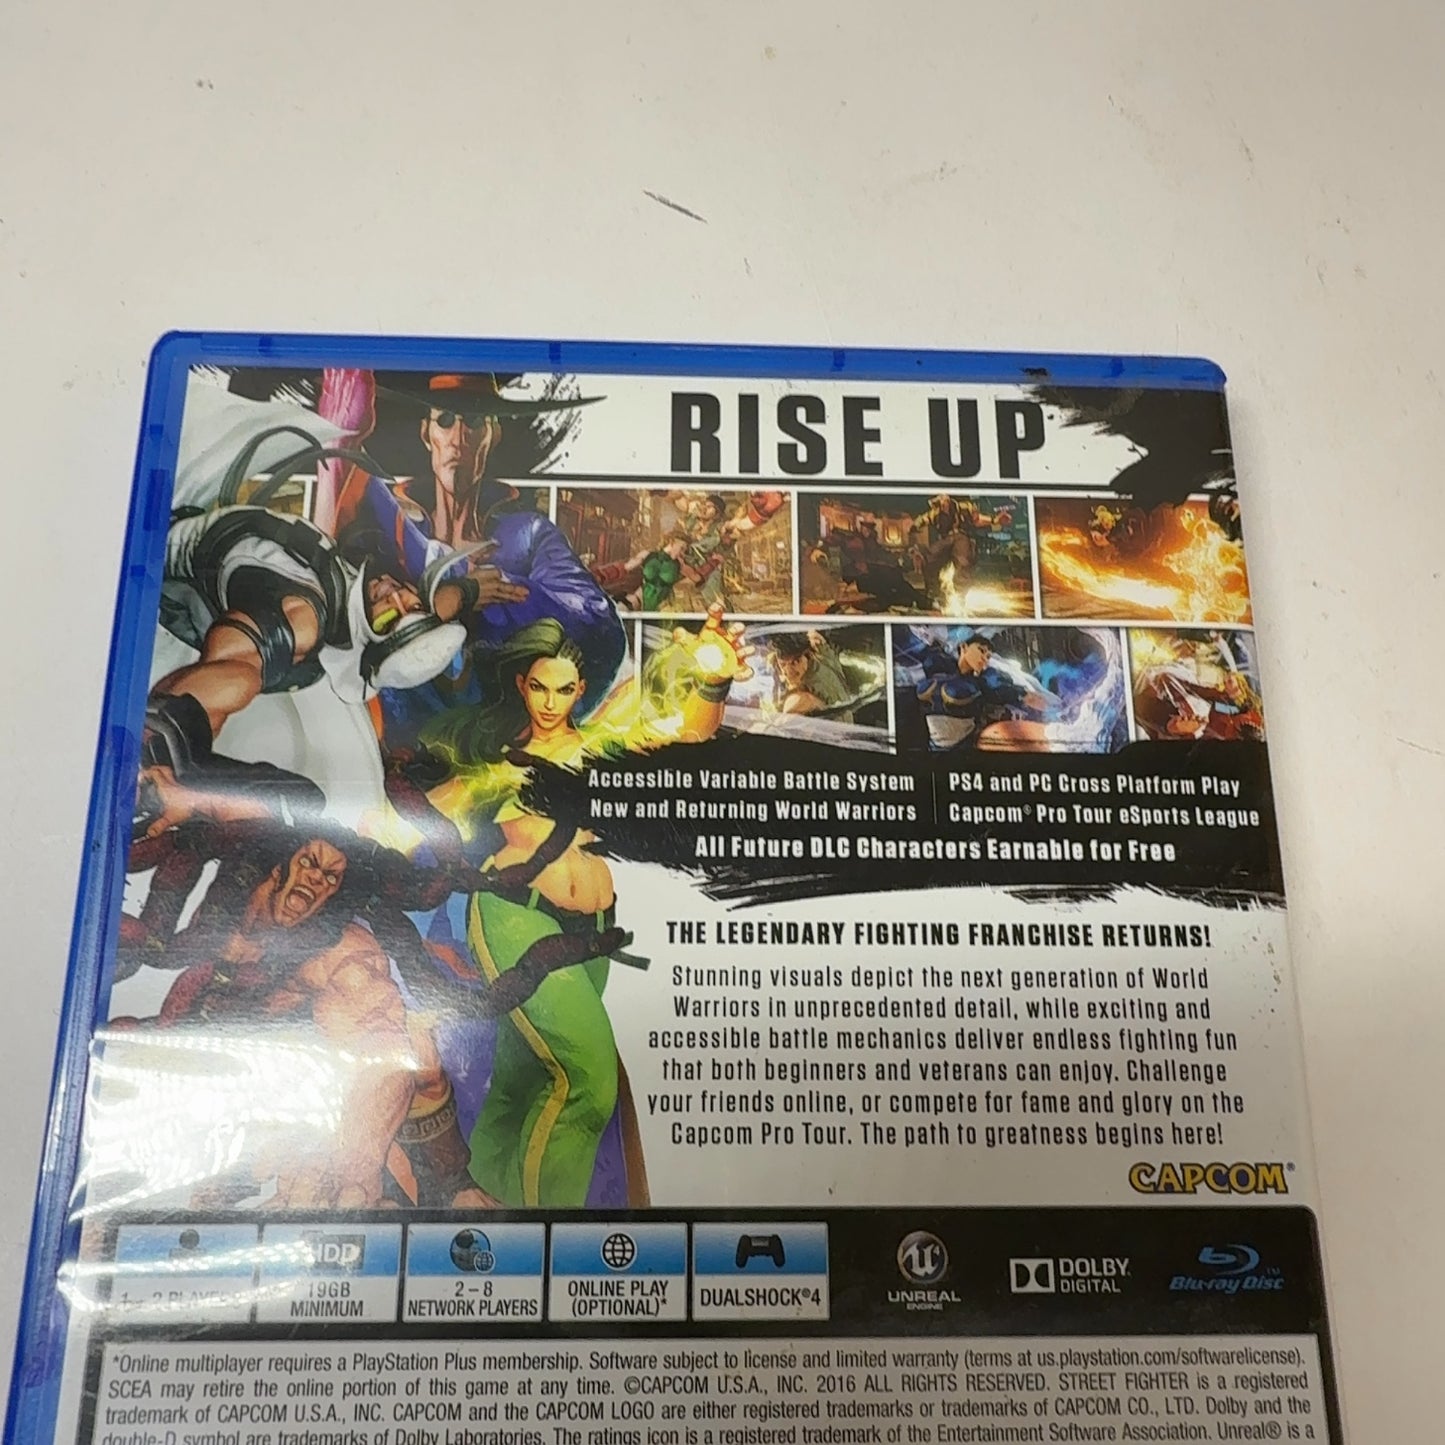 RISE UP
Accessible Variable Battle System
New and Returning World Warriors
PS4 and PC Cross Platform Play
Capcom® Pro Tour eSports League
All Future DLC Characters Earnable for Free
THE LEGENDARY FIGHTING FRANCHISE RETURNS!
Stunning visuals depict the next generation of World
Warriors in unprecedented detail, while exciting and
accessible battle mechanics deliver endless fighting fun
that both beginners and veterans can enjoy. Challenge
your friends online, or compete for fame and glory on the
Capcom Pro Tour. The path to greatness begins here!
CAPCOM®
1 – 2 PLAYERS
HDD
19GB
MINIMUM
2 – 8
NETWORK PLAYERS
ONLINE PLAY
(OPTIONAL)*
DUALSHOCK®4
UNREAL
ENGINE
DOLBY
DIGITAL
Blu-ray Disc™
*Online multiplayer requires a PlayStation Plus membership. Software subject to license and limited warranty (terms at us.playstation.com/softwarelicense).
SCEA may retire the online portion of this game at any time. ©CAPCOM U.S.A., INC. 2016 ALL RIGHTS RESERVED. STREET FIGHTER is a registered
trademark of CAPCOM U.S.A., INC. CAPCOM and the CAPCOM LOGO are either registered trademarks or trademarks of CAPCOM CO., LTD. Dolby and the
double-D symbol are trademarks of Dolby Laboratories. The ratings icon is a registered trademark of the Entertainment Software Association. Unreal® is a